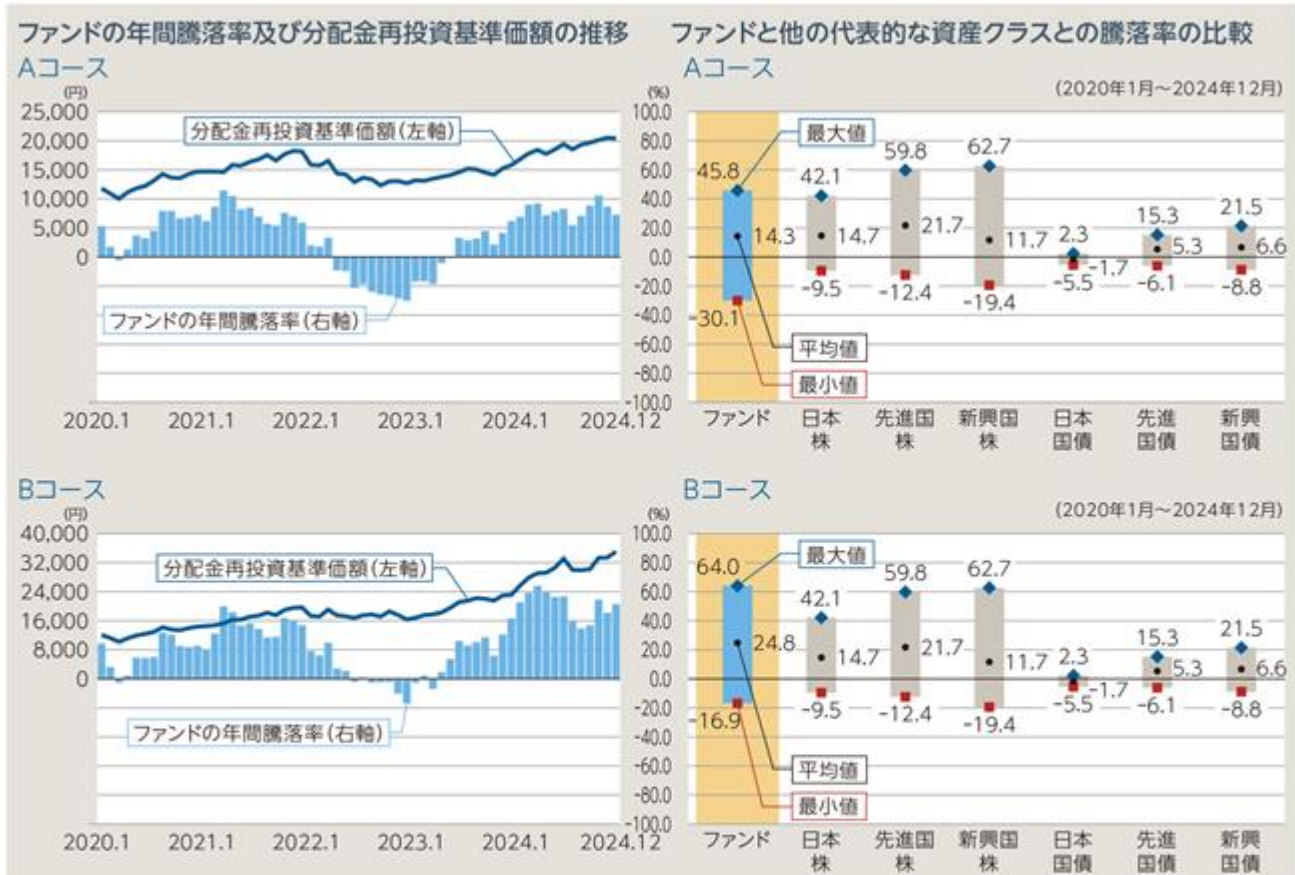 ファンドの年間騰落率及び分配金再投資基準価額の推移
Aコース
(円)
(%)
25,000
20,000
15,000
10,000
5,000
0
100.0
80.0
60.0
40.0
20.0
0.0
-20.0
-40.0
-60.0
-80.0
-100.0
分配金再投資基準価額(左軸)
ファンドの年間騰落率(右軸)
2020.1 2021.1 2022.1 2023.1 2024.1 2024.12
ファンドと他の代表的な資産クラスとの騰落率の比較
Aコース
(2020年1月～2024年12月)
最大値
45.8 42.1 59.8 62.7 2.3 15.3 21.5
14.3 14.7 21.7 11.7 -1.7 5.3 6.6
-30.1 -9.5 -12.4 -19.4 -5.5 -6.1 -8.8
平均値
最小値
ファンド 日本株 先進国株 新興国株 日本国債 先進国債 新興国債
Bコース
(円)
(%)
40,000
32,000
24,000
16,000
8,000
0
100.0
80.0
60.0
40.0
20.0
0.0
-20.0
-40.0
-60.0
-80.0
-100.0
分配金再投資基準価額(左軸)
ファンドの年間騰落率(右軸)
2020.1 2021.1 2022.1 2023.1 2024.1 2024.12
Bコース
(2020年1月～2024年12月)
最大値
64.0 42.1 59.8 62.7 2.3 15.3 21.5
24.8 14.7 21.7 11.7 -1.7 5.3 6.6
-16.9 -9.5 -12.4 -19.4 -5.5 -6.1 -8.8
平均値
最小値
ファンド 日本株 先進国株 新興国株 日本国債 先進国債 新興国債